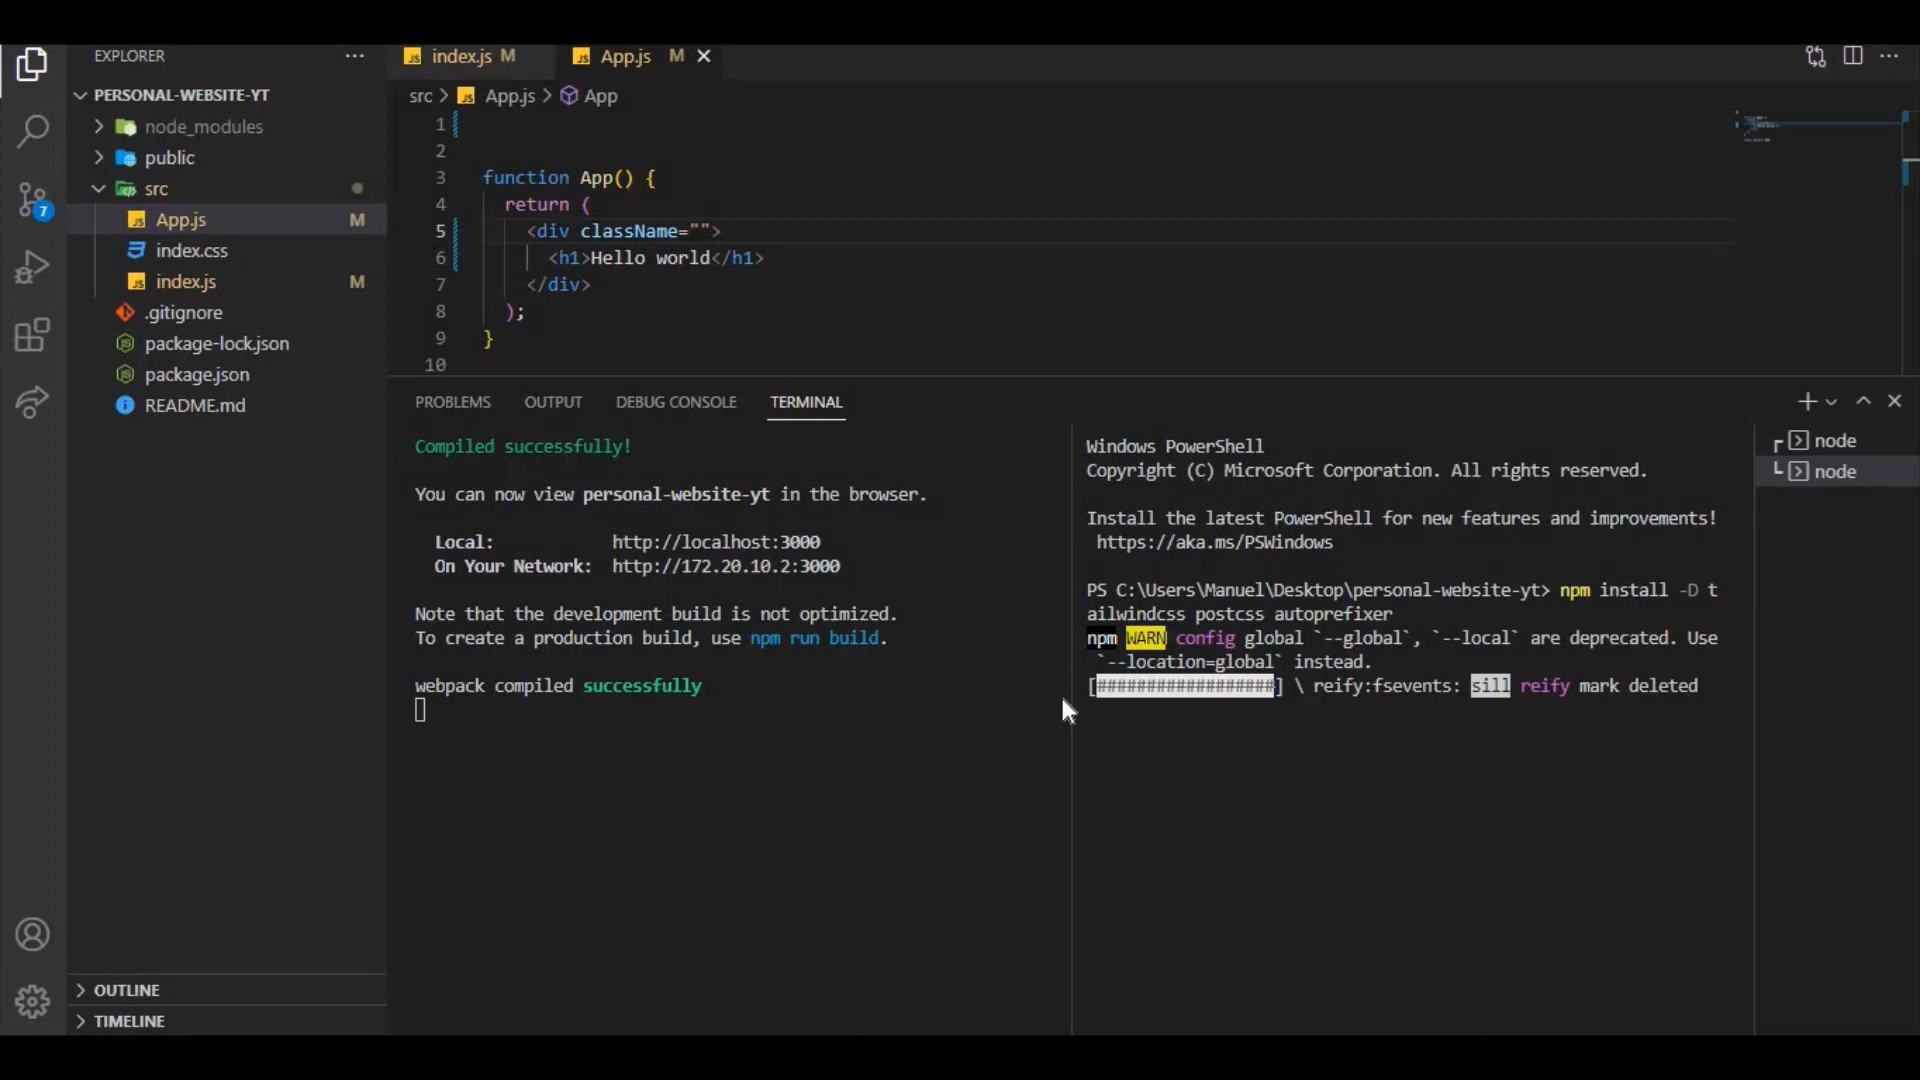 EXPLORER
index.js M
App.js M
PERSONAL-WEBSITE-YT
node_modules
public
src
App.js M
index.css
index.js M
.gitignore
package-lock.json
package.json
README.md
7
OUTLINE
TIMELINE
src > App.js > App
1
2
3 function App() {
4 return (
5 <div className="">
6 <h1>Hello world</h1>
7 </div>
8 );
9 }
10
PROBLEMS OUTPUT DEBUG CONSOLE TERMINAL
Compiled successfully!
You can now view personal-website-yt in the browser.
Local: http://localhost:3000
On Your Network: http://172.20.10.2:3000
Note that the development build is not optimized.
To create a production build, use npm run build.
webpack compiled successfully
Windows PowerShell
Copyright (C) Microsoft Corporation. All rights reserved.
Install the latest PowerShell for new features and improvements!
https://aka.ms/PSWindows
PS C:\Users\Manuel\Desktop\personal-website-yt> npm install -D t
ailwindcss postcss autoprefixer
npm WARN config global `--global`, `--local` are deprecated. Use
`--location=global` instead.
[##################] \ reify:fsevents: sill reify mark deleted
node
node